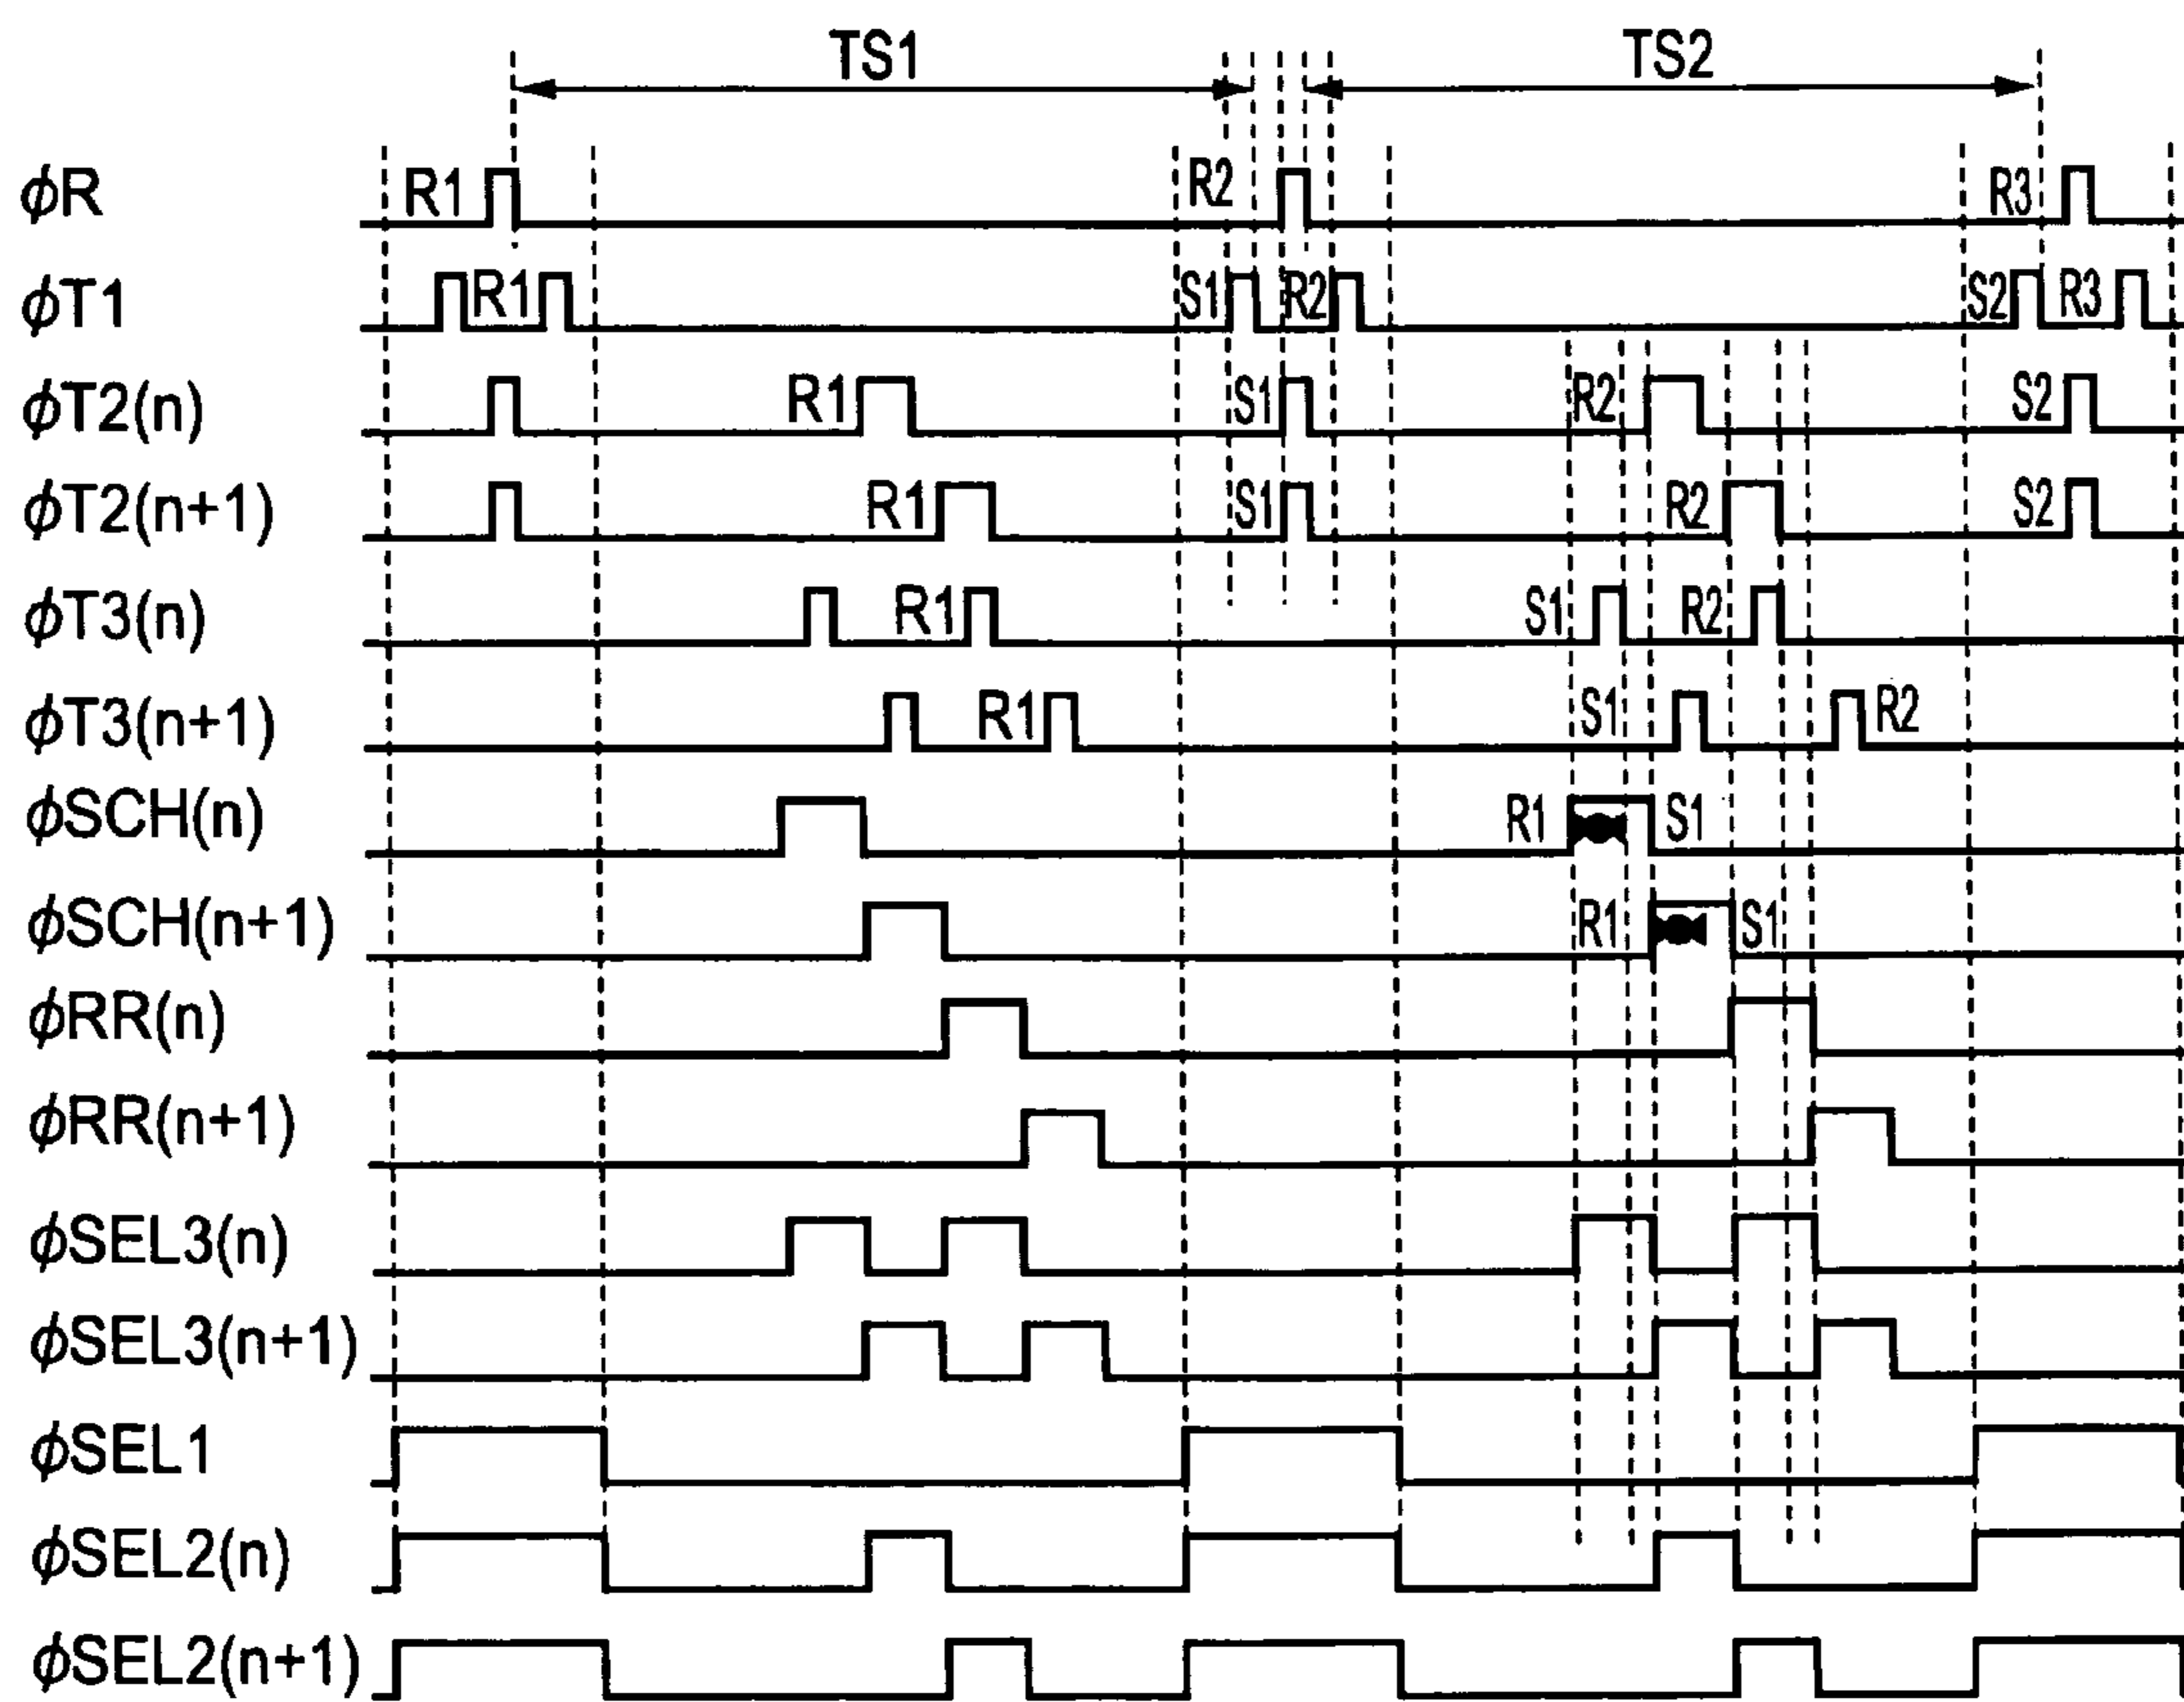 TS1 TS2
ϕR R1 R2 R3
ϕT1 R1 S1 R2 S2 R3
ϕT2(n) R1 S1 R2 S2
ϕT2(n+1) R1 S1 R2 S2
ϕT3(n) R1 S1 R2
ϕT3(n+1) R1 S1 R2
ϕSCH(n) R1 S1
ϕSCH(n+1) R1 S1
ϕRR(n)
ϕRR(n+1)
ϕSEL3(n)
ϕSEL3(n+1)
ϕSEL1
ϕSEL2(n)
ϕSEL2(n+1)